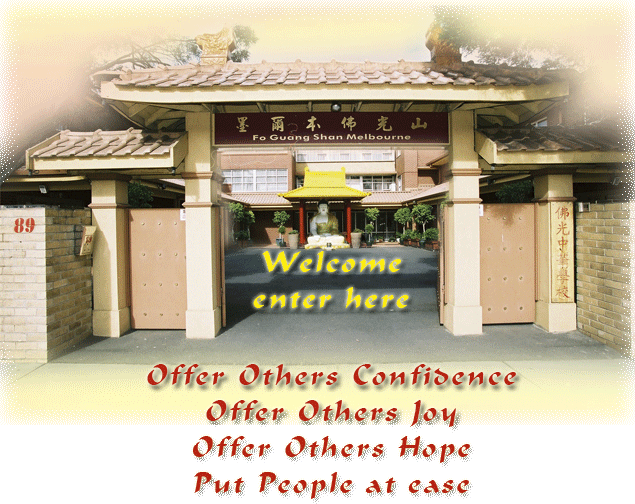 墨爾本佛光山
Fo Guang Shan Melbourne
89
佛光中華學校
Welcome
enter here
Offer Others Confidence
Offer Others Joy
Offer Others Hope
Put People at ease